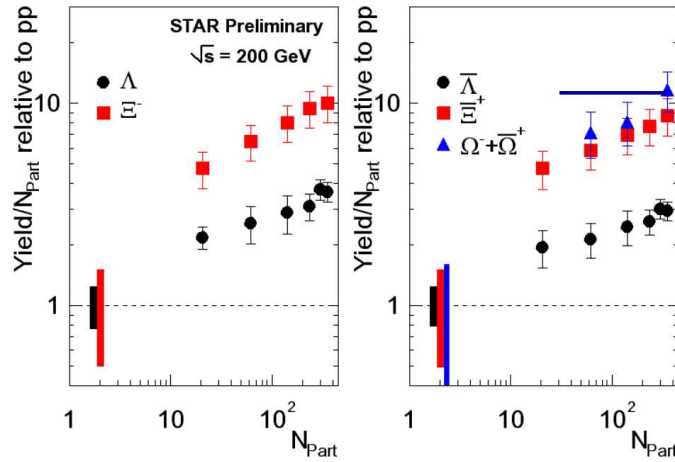 Yield/N_Part relative to pp
10
1
STAR Preliminary
√s = 200 GeV
Λ
Ξ⁻
1 10 10²
N_Part
Yield/N_Part relative to pp
10
1
Λ̅
Ξ̅⁺
Ω⁻+Ω̅⁺
1 10 10²
N_Part